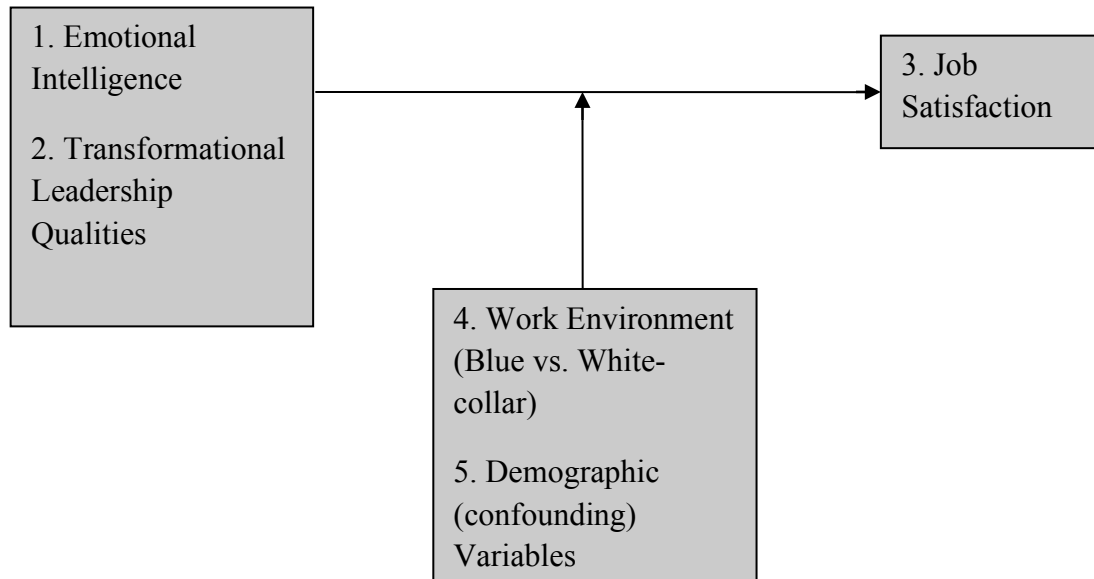 1. Emotional
Intelligence
2. Transformational
Leadership
Qualities
3. Job
Satisfaction
4. Work Environment
(Blue vs. White-
collar)
5. Demographic
(confounding)
Variables